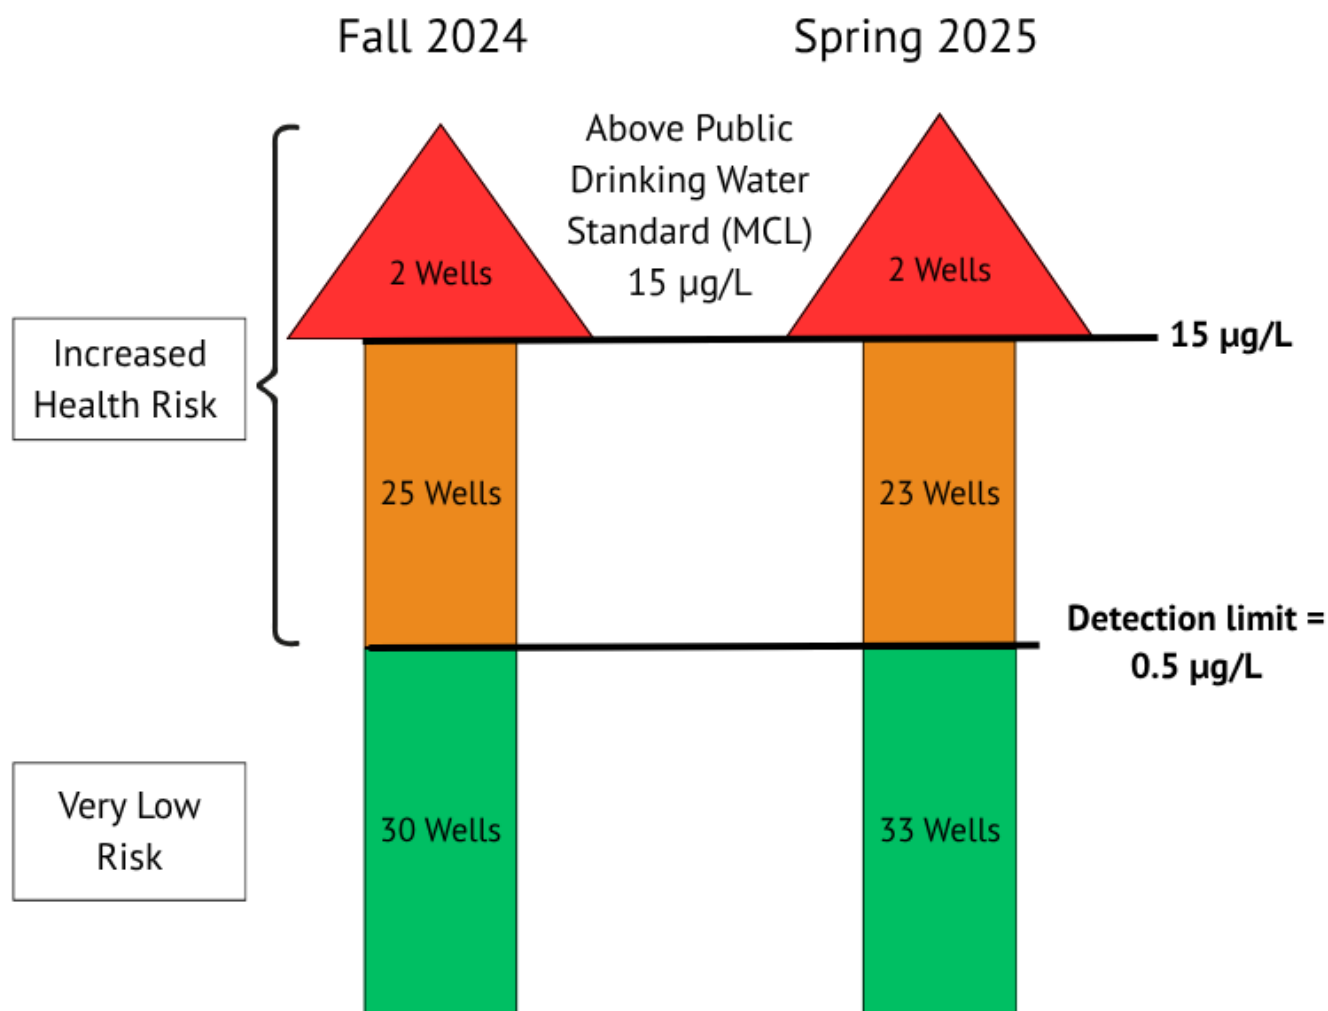 Fall 2024
Spring 2025
Above Public
Drinking Water
Standard (MCL)
15 µg/L
2 Wells
2 Wells
15 µg/L
Increased
Health Risk
25 Wells
23 Wells
Detection limit =
0.5 µg/L
Very Low
Risk
30 Wells
33 Wells